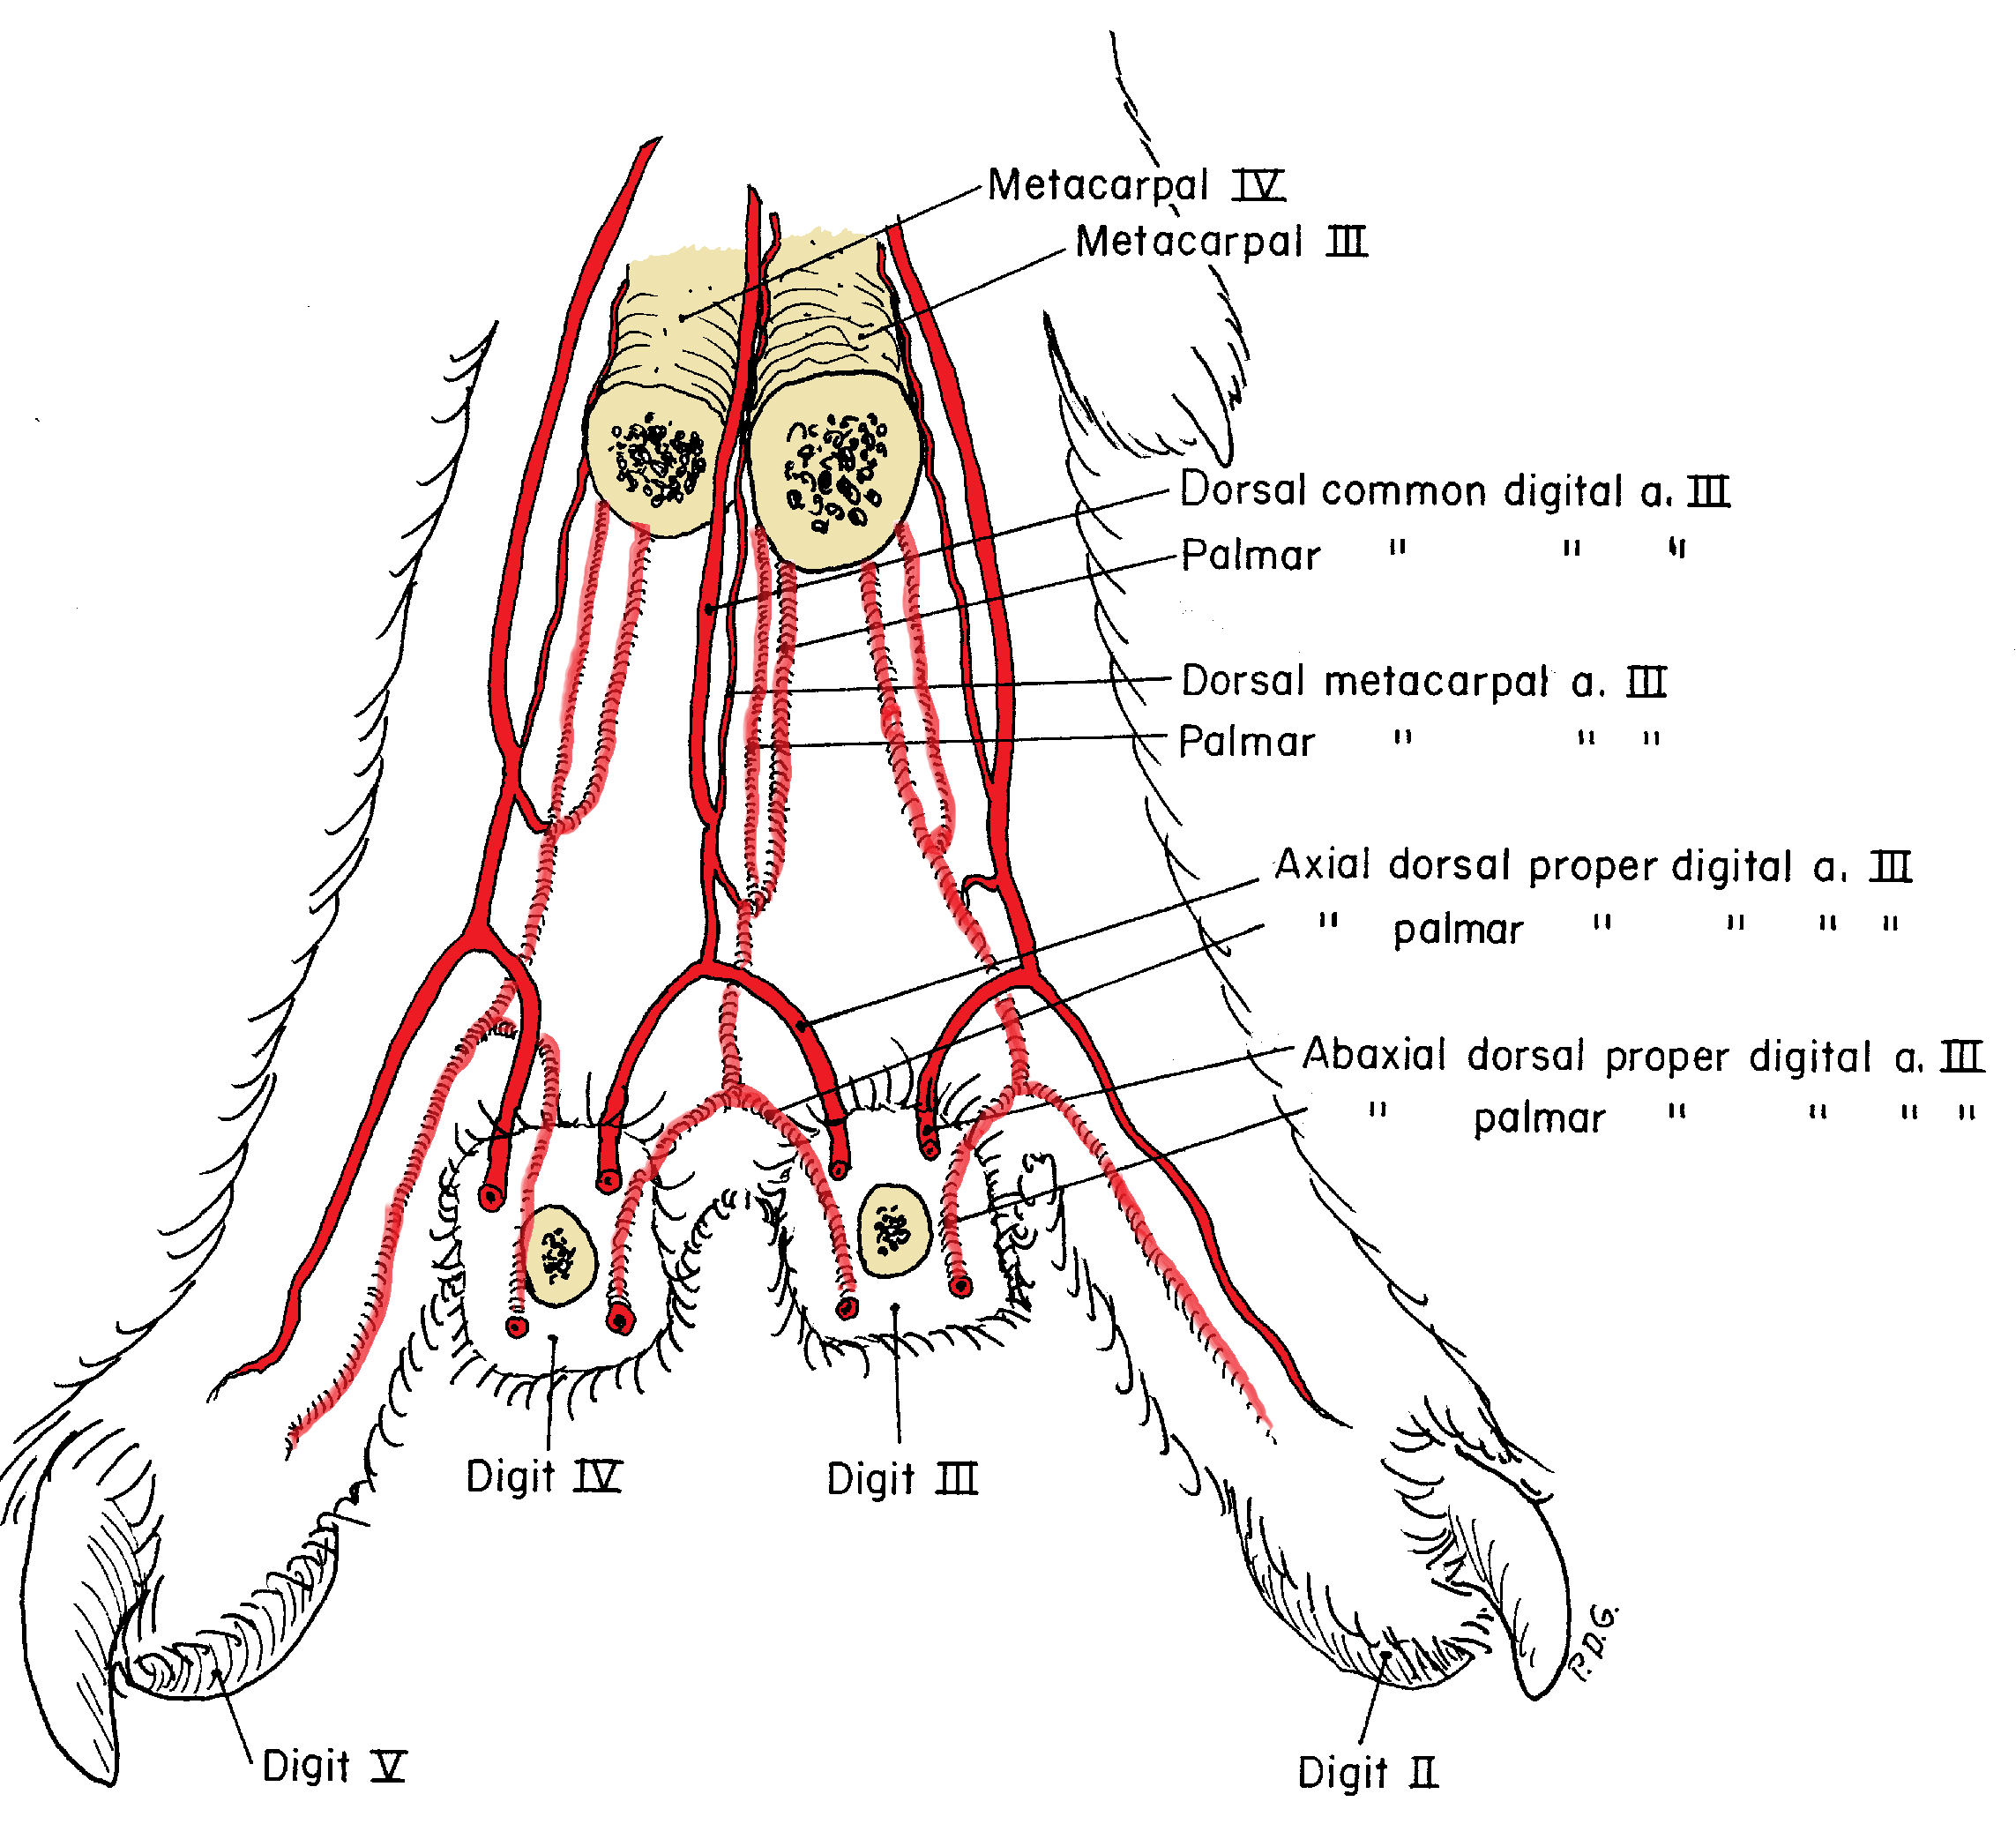 Metacarpal IV
Metacarpal III
Dorsal common digital a. III
Palmar " " "
Dorsal metacarpal a. III
Palmar " " "
Axial dorsal proper digital a. III
" palmar " " " "
Abaxial dorsal proper digital a. III
" palmar " " " "
Digit IV
Digit III
Digit V
Digit II
P.D.G.